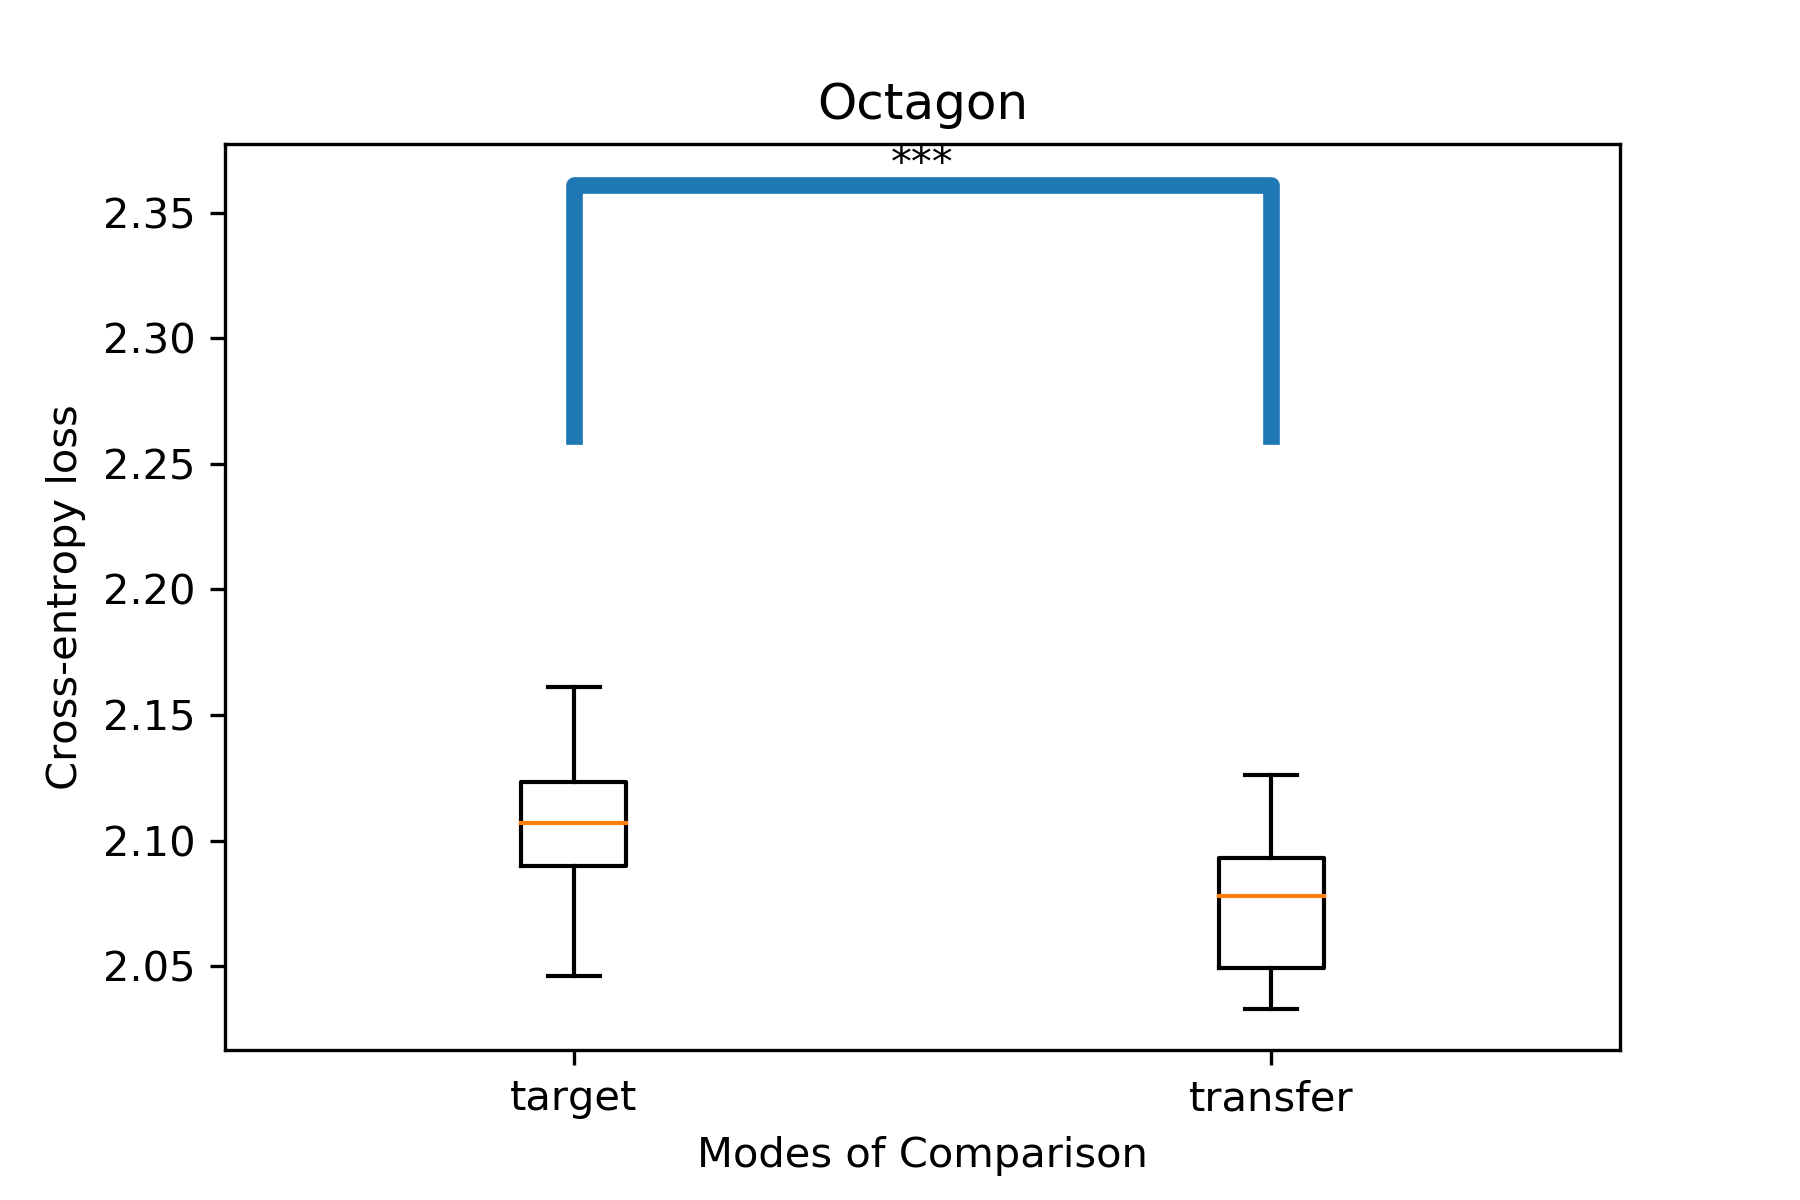 Octagon
***
2.35
2.30
2.25
2.20
2.15
2.10
2.05
Cross-entropy loss
target transfer
Modes of Comparison